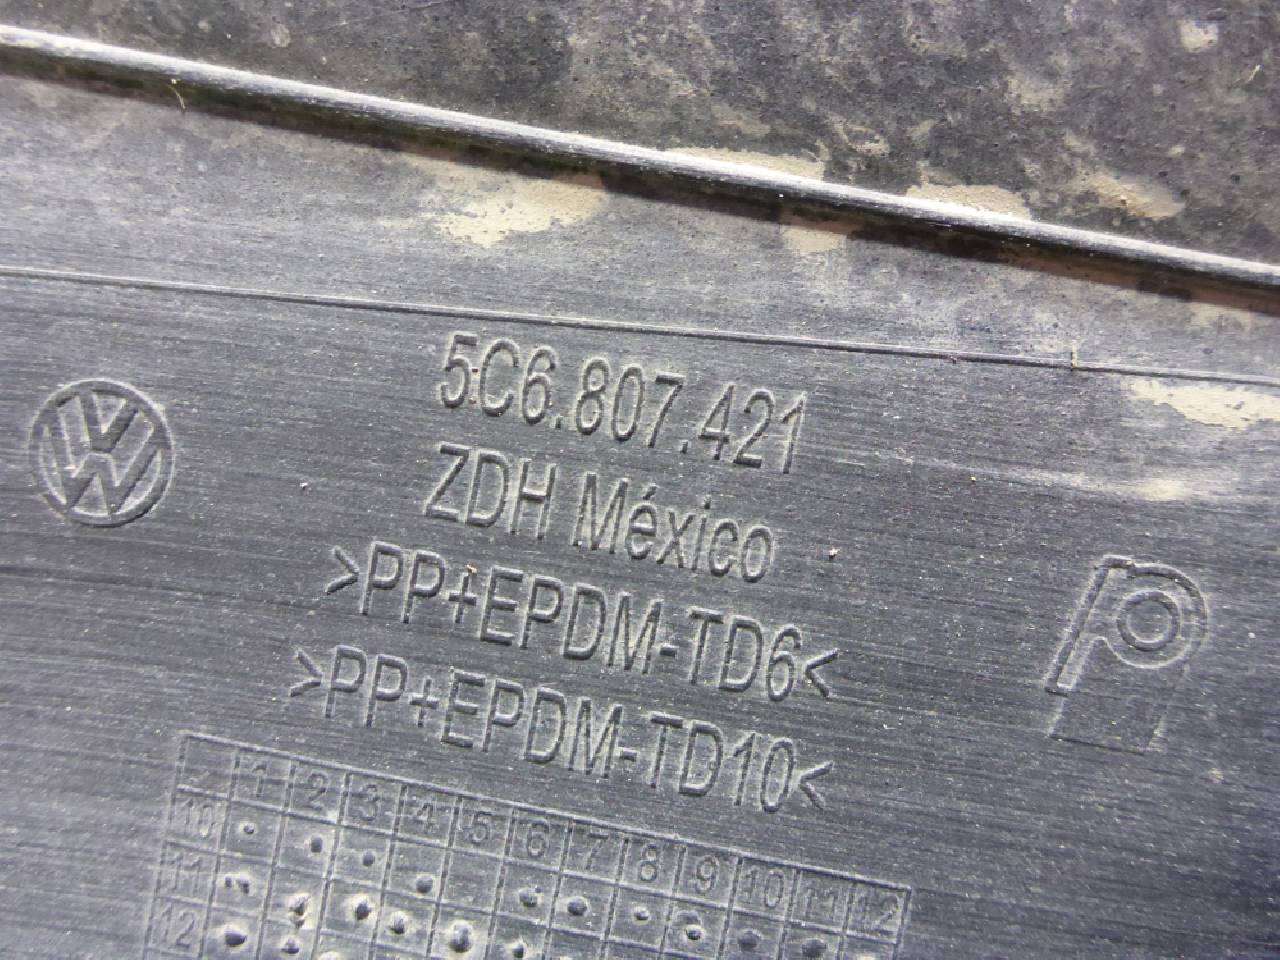 5C6.807.421
ZDH México
>PP+EPDM-TD6<
>PP+EPDM-TD10<
1 2 3 4 5 6 7 8 9 10 11 12
10
11
12